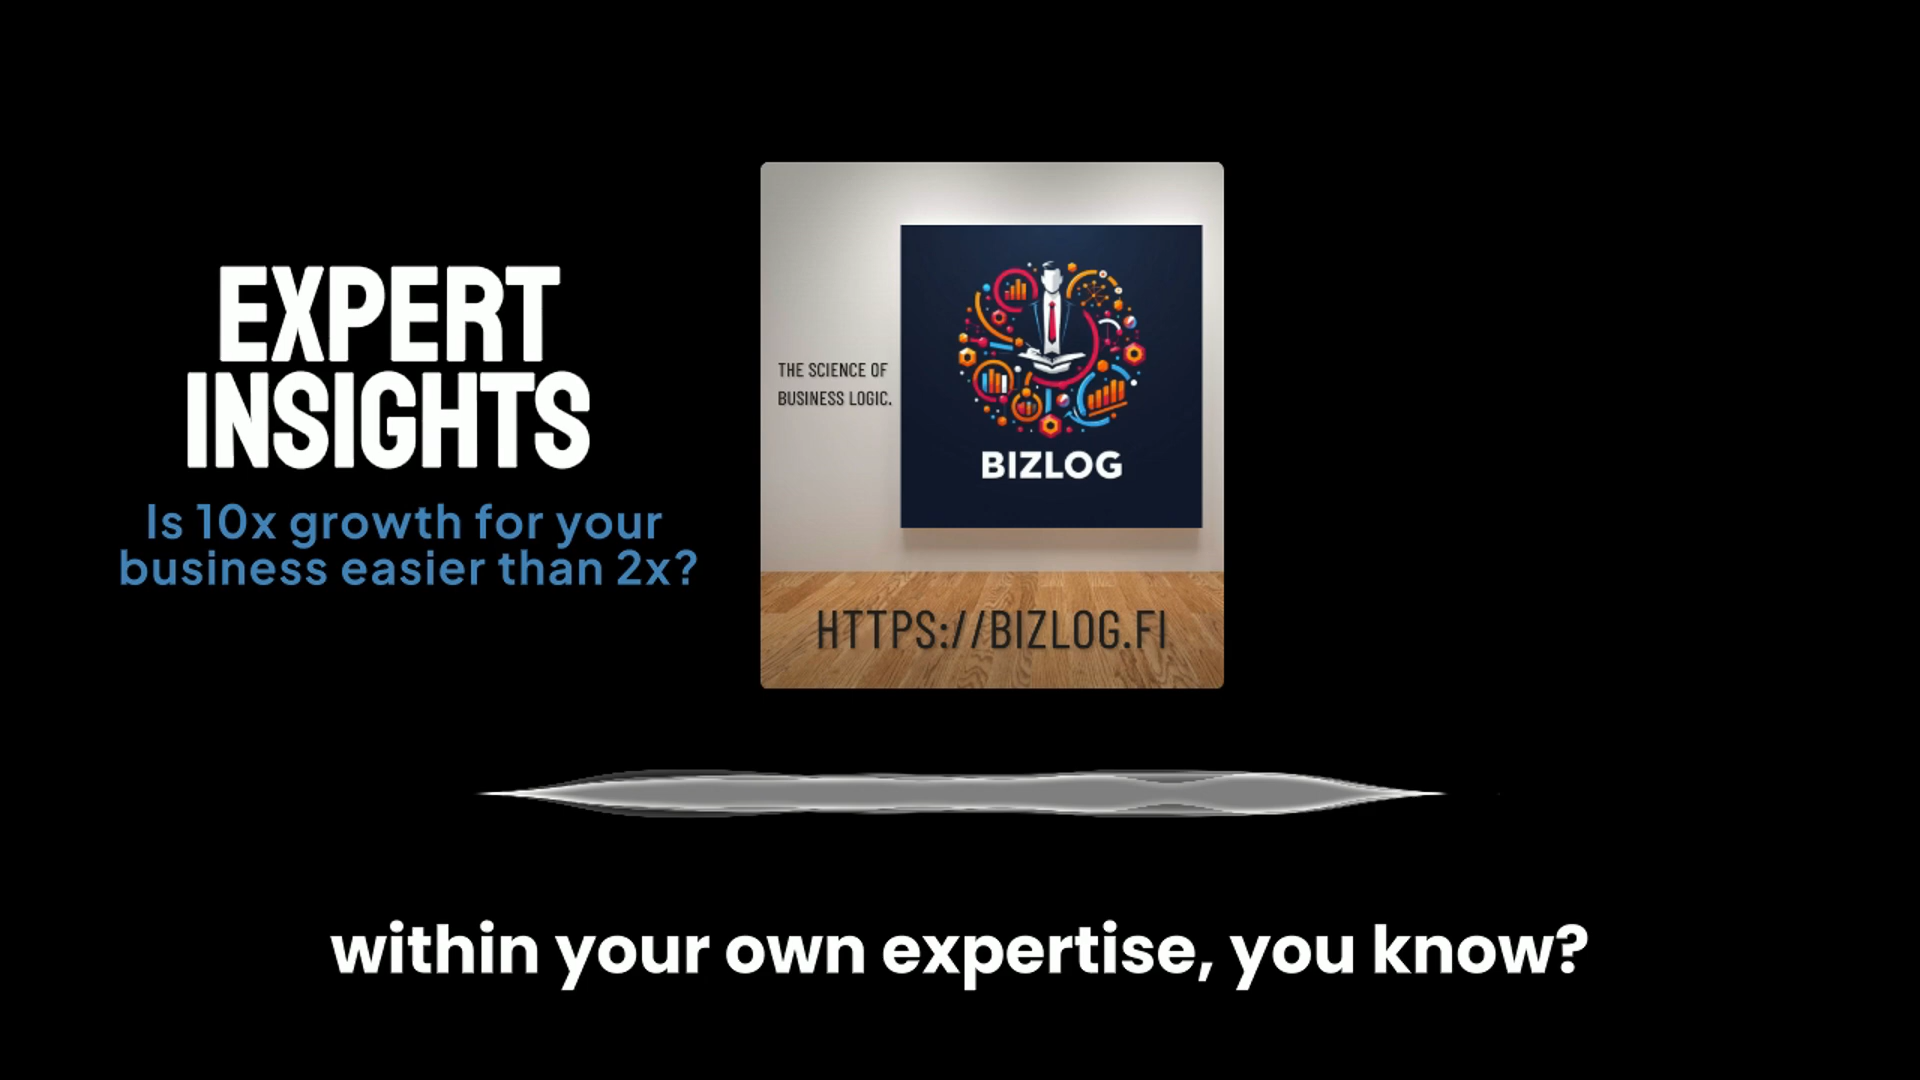 EXPERT
INSIGHTS
Is 10x growth for your
business easier than 2x?
THE SCIENCE OF
BUSINESS LOGIC.
BIZLOG
HTTPS://BIZLOG.FI
within your own expertise, you know?